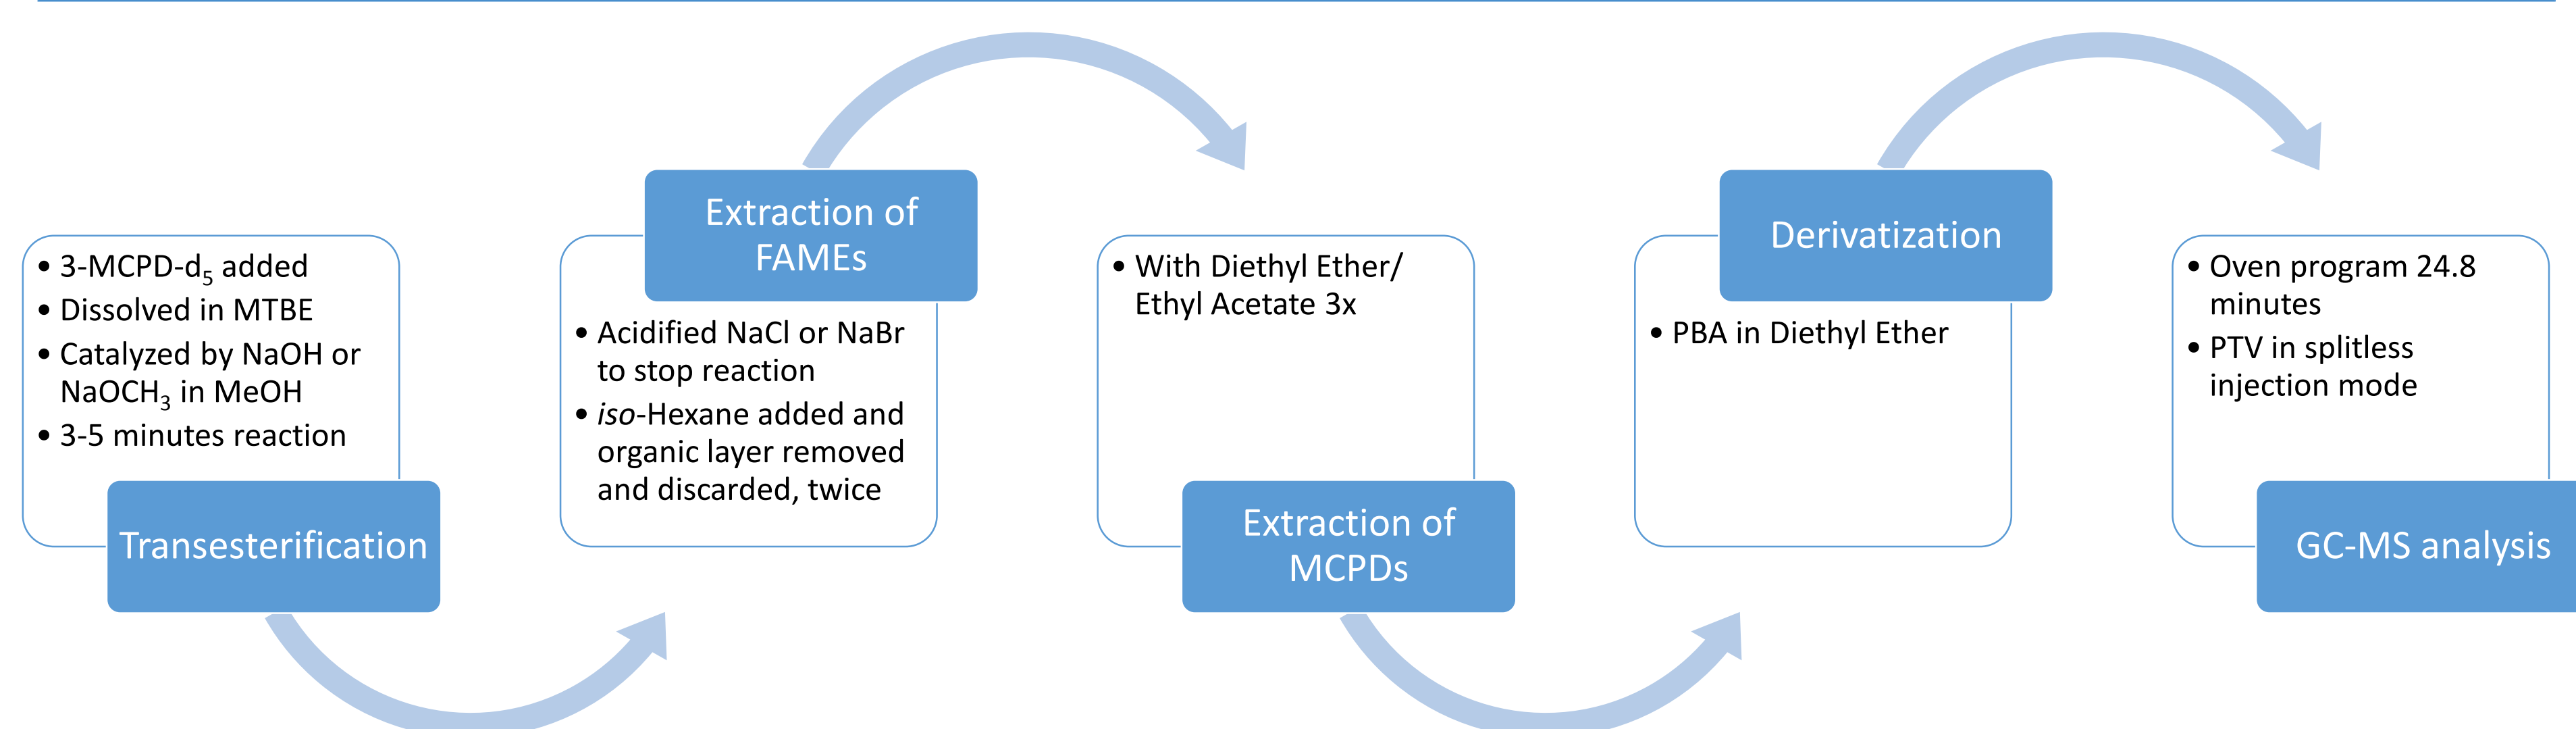 • 3-MCPD-d5 added
• Dissolved in MTBE
• Catalyzed by NaOH or
NaOCH3 in MeOH
• 3-5 minutes reaction
Transesterification
Extraction of
FAMEs
• Acidified NaCl or NaBr
to stop reaction
• iso-Hexane added and
organic layer removed
and discarded, twice
• With Diethyl Ether/
Ethyl Acetate 3x
Extraction of
MCPDs
Derivatization
• PBA in Diethyl Ether
• Oven program 24.8
minutes
• PTV in splitless
injection mode
GC-MS analysis